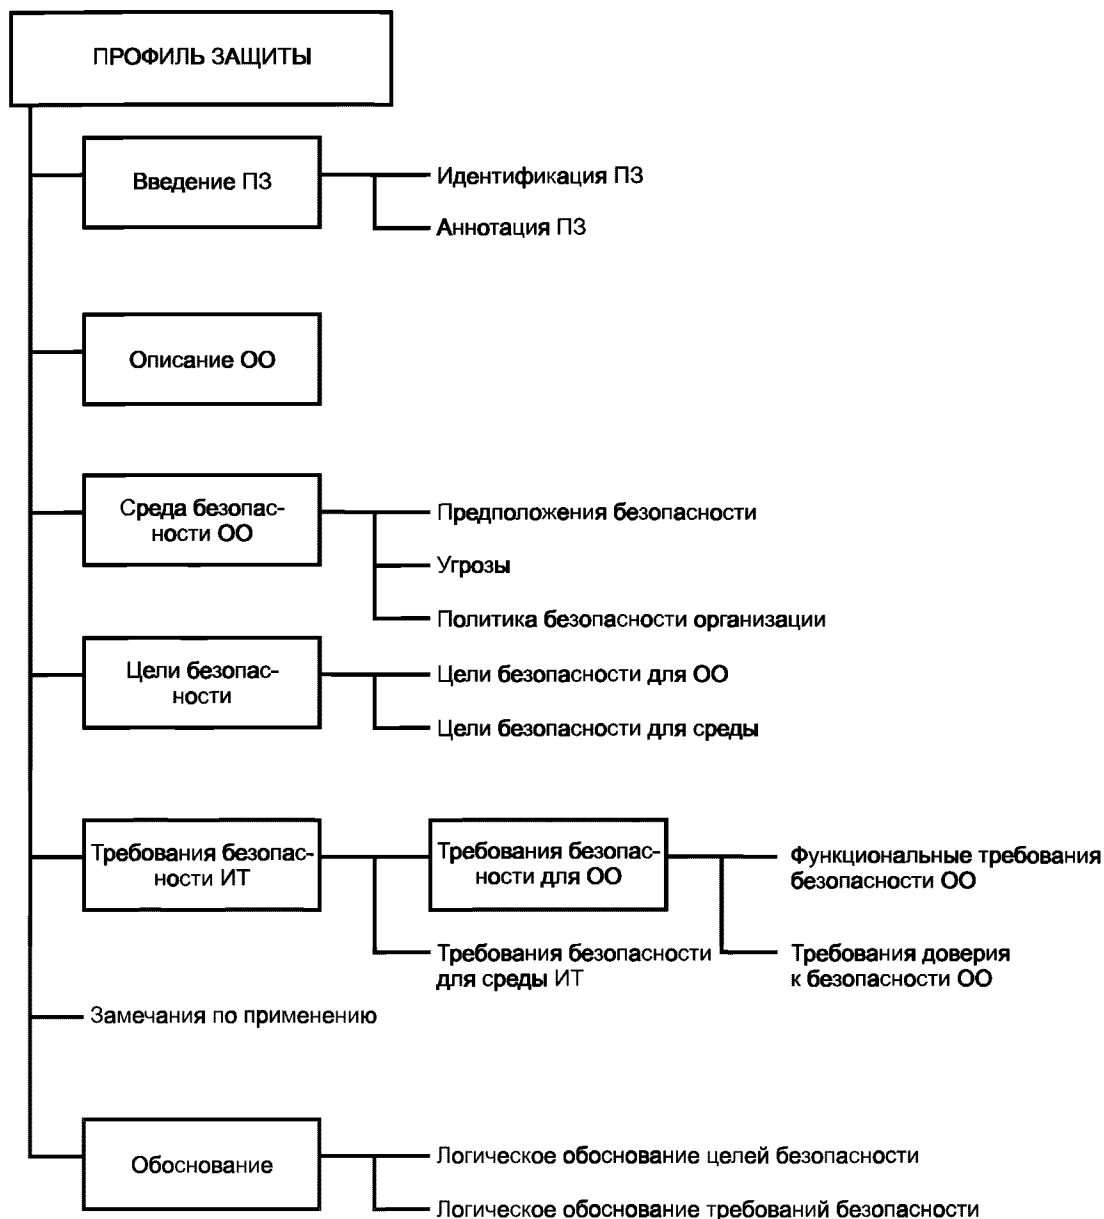 ПРОФИЛЬ ЗАЩИТЫ
Введение ПЗ
Идентификация ПЗ
Аннотация ПЗ
Описание ОО
Среда безопас-
ности ОО
Предположения безопасности
Угрозы
Политика безопасности организации
Цели безопас-
ности
Цели безопасности для ОО
Цели безопасности для среды
Требования безопас-
ности ИТ
Требования безопас-
ности для ОО
Функциональные требования
безопасности ОО
Требования безопасности
для среды ИТ
Требования доверия
к безопасности ОО
Замечания по применению
Обоснование
Логическое обоснование целей безопасности
Логическое обоснование требований безопасности